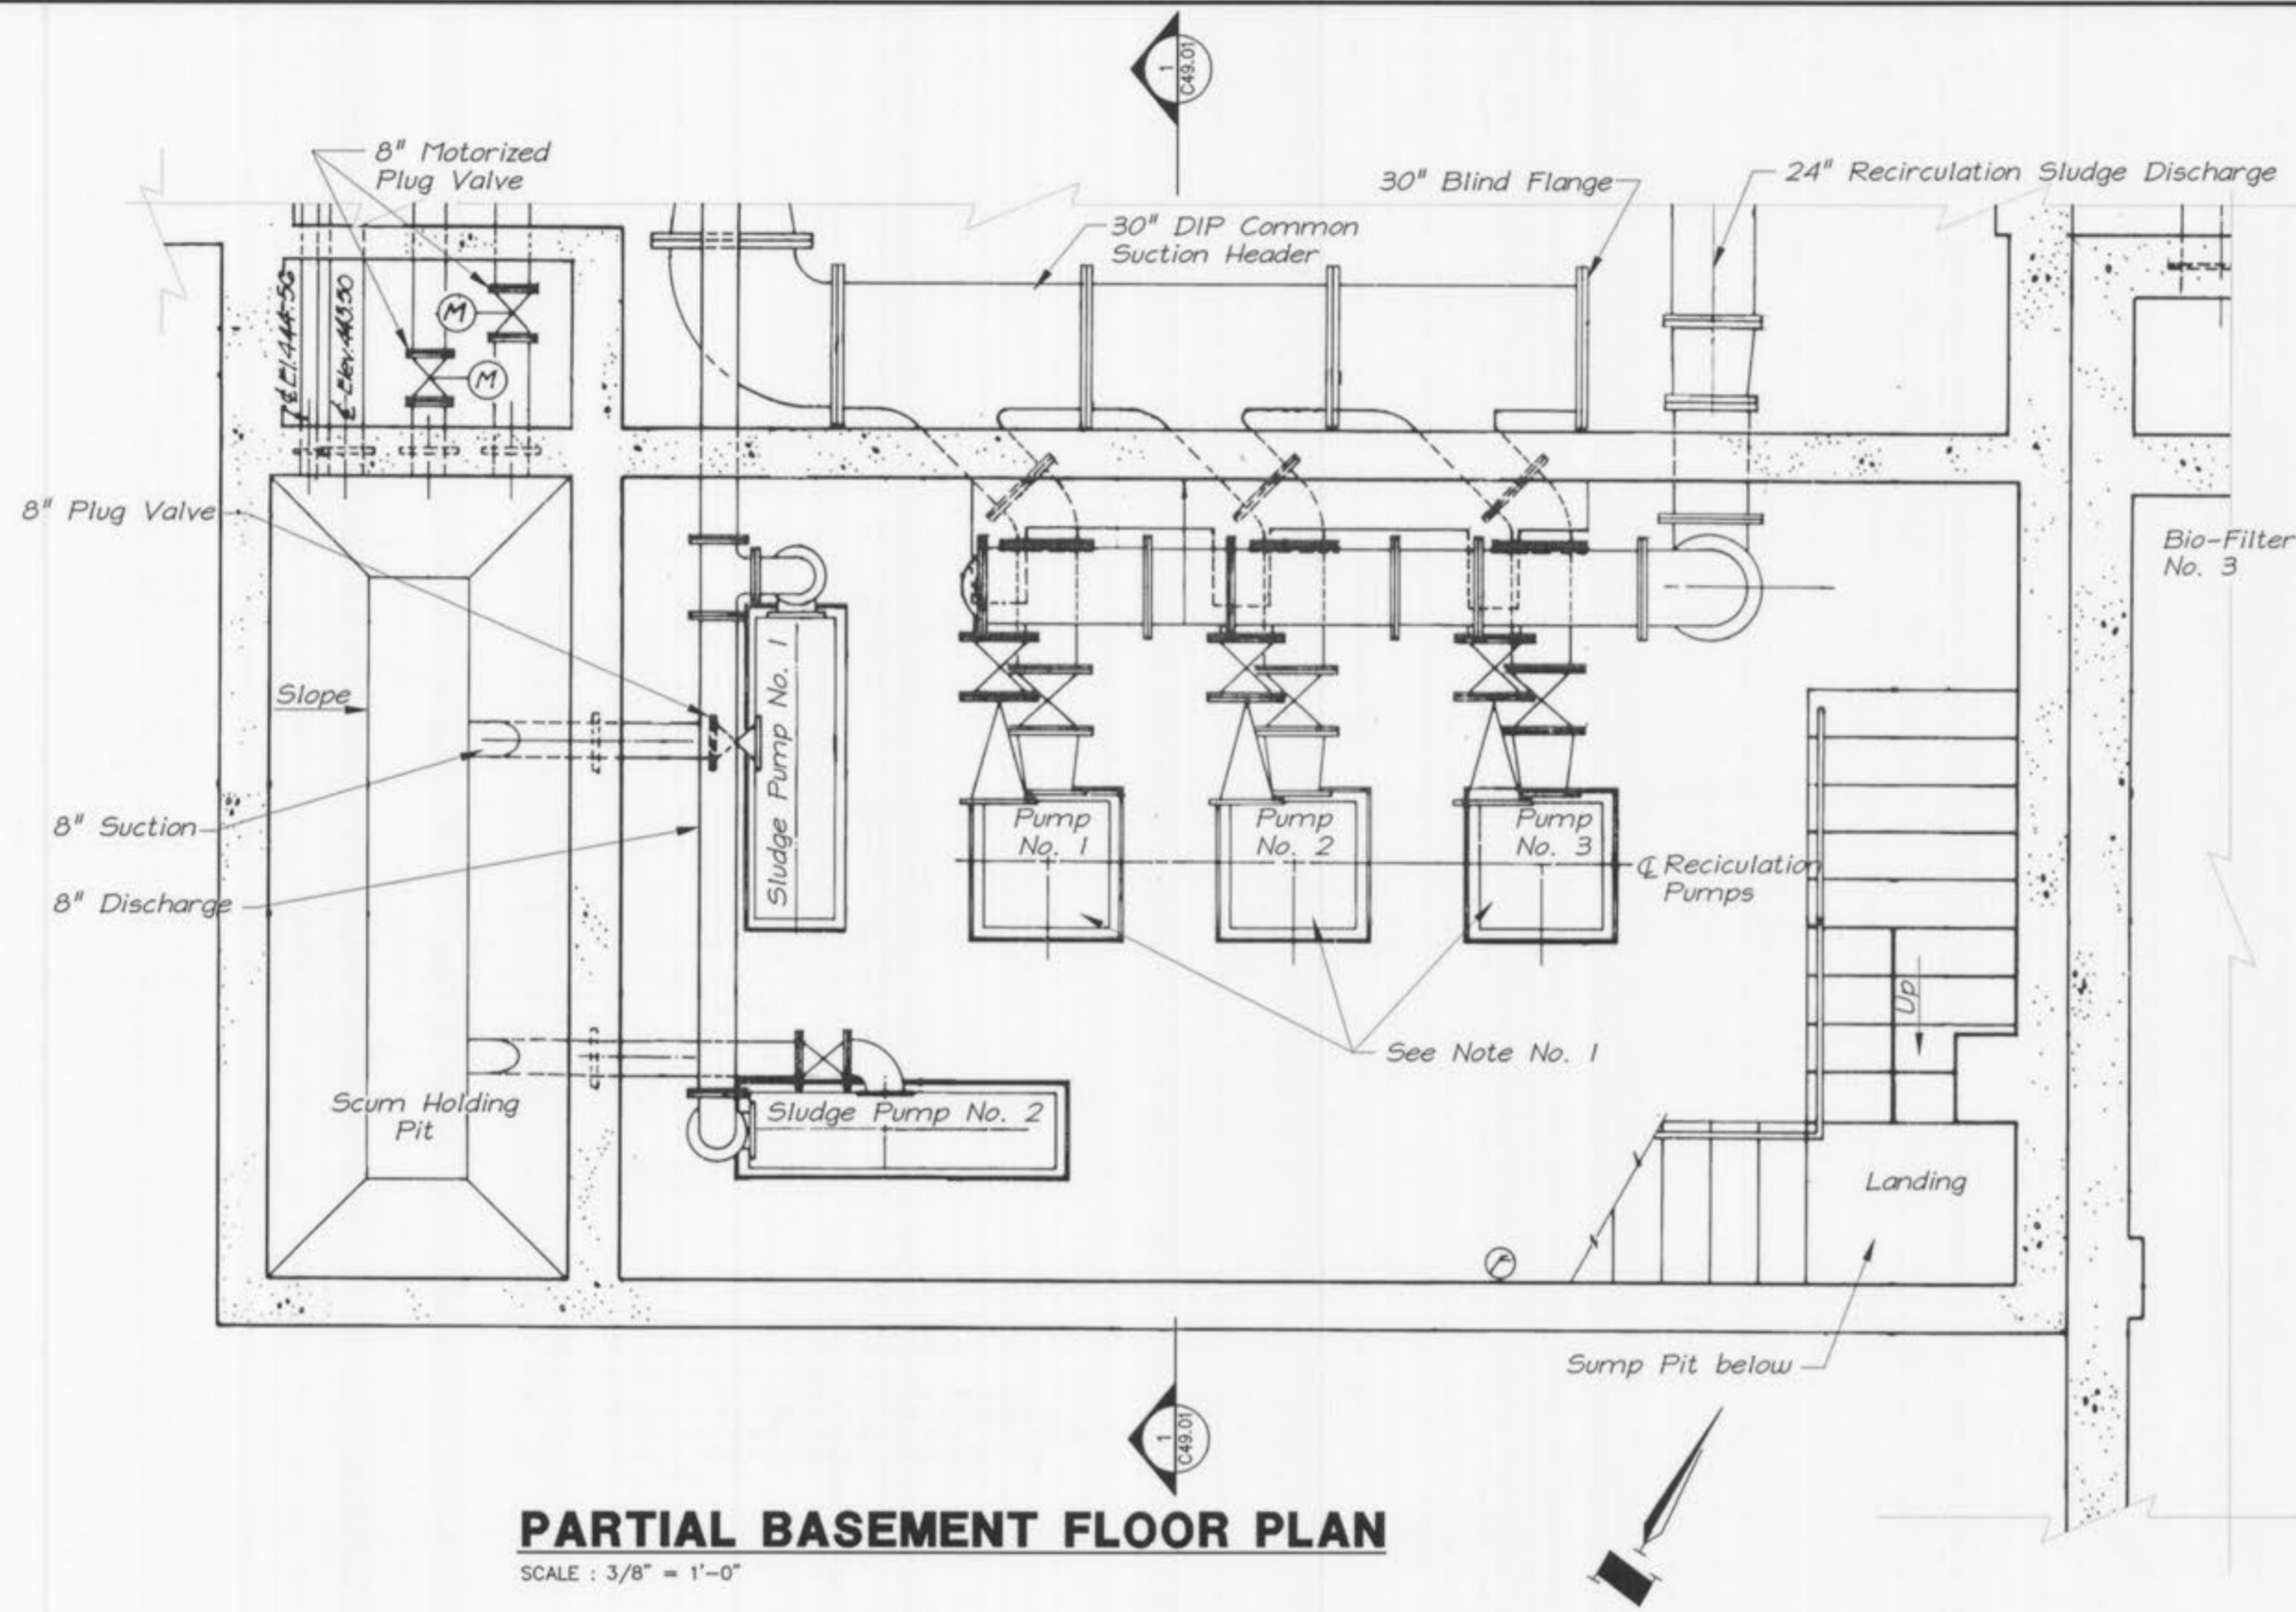 1
C49.01
8" Motorized
Plug Valve
30" Blind Flange
24" Recirculation Sludge Discharge
30" DIP Common
Suction Header
M
M
8" Plug Valve
Bio-Filter
No. 3
Slope
Sludge Pump No. 1
8" Suction
8" Discharge
Pump
No. 1
Pump
No. 2
Pump
No. 3
℄ Reciculation
Pumps
Up
See Note No. 1
Scum Holding
Pit
Sludge Pump No. 2
Landing
Sump Pit below
1
C49.01
PARTIAL BASEMENT FLOOR PLAN
SCALE : 3/8" = 1'-0"